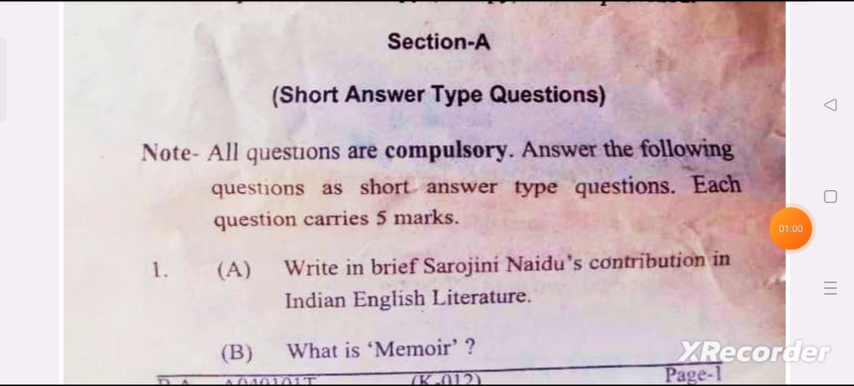 Section-A
(Short Answer Type Questions)
Note- All questions are compulsory. Answer the following
questions as short answer type questions. Each
question carries 5 marks.
01:00
1. (A) Write in brief Sarojini Naidu's contribution in
Indian English Literature.
(B) What is 'Memoir' ?
XRecorder
(K-012) Page-1